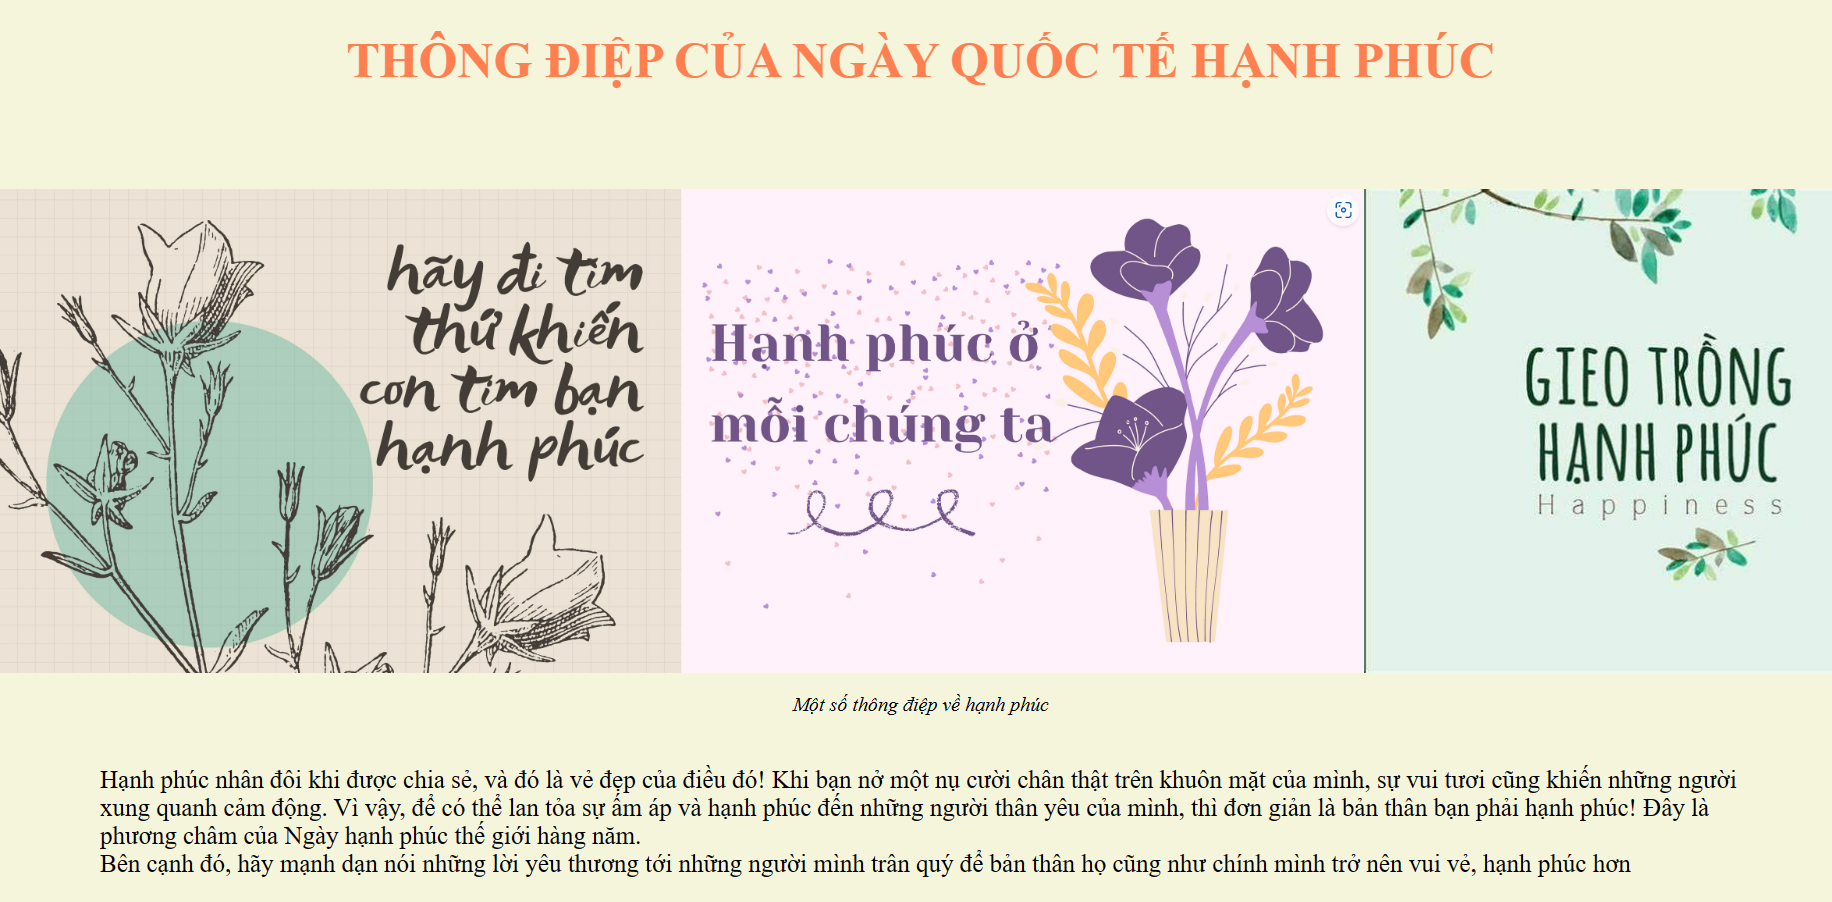 THÔNG ĐIỆP CỦA NGÀY QUỐC TẾ HẠNH PHÚC
hãy đi tìm
thứ khiến
con tim bạn
hạnh phúc
Hạnh phúc ở
mỗi chúng ta
GIEO TRỒNG
HẠNH PHÚC
Happiness
Một số thông điệp về hạnh phúc
Hạnh phúc nhân đôi khi được chia sẻ, và đó là vẻ đẹp của điều đó! Khi bạn nở một nụ cười chân thật trên khuôn mặt của mình, sự vui tươi cũng khiến những người
xung quanh cảm động. Vì vậy, để có thể lan tỏa sự ấm áp và hạnh phúc đến những người thân yêu của mình, thì đơn giản là bản thân bạn phải hạnh phúc! Đây là
phương châm của Ngày hạnh phúc thế giới hàng năm.
Bên cạnh đó, hãy mạnh dạn nói những lời yêu thương tới những người mình trân quý để bản thân họ cũng như chính mình trở nên vui vẻ, hạnh phúc hơn